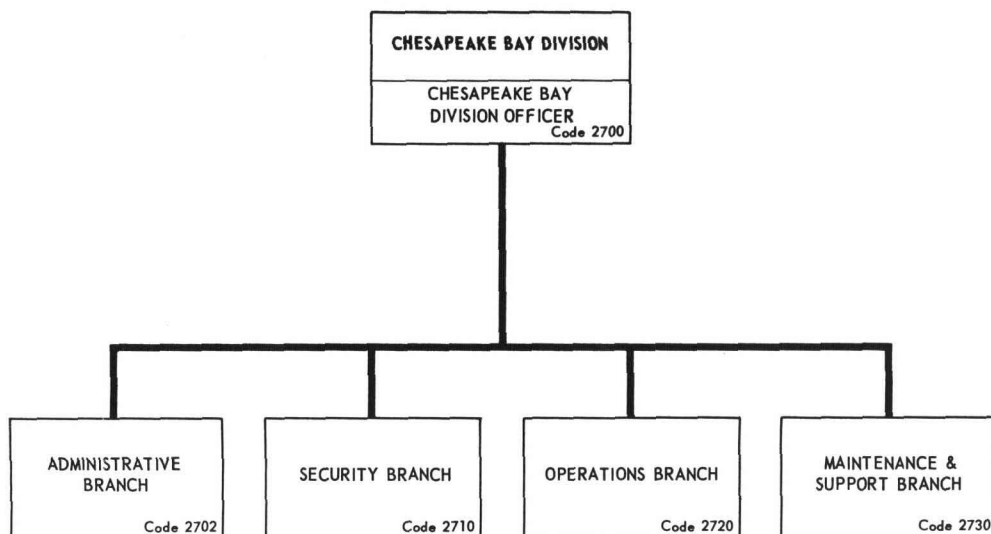 CHESAPEAKE BAY DIVISION
CHESAPEAKE BAY
DIVISION OFFICER
Code 2700
ADMINISTRATIVE
BRANCH
Code 2702
SECURITY BRANCH
Code 2710
OPERATIONS BRANCH
Code 2720
MAINTENANCE &
SUPPORT BRANCH
Code 2730